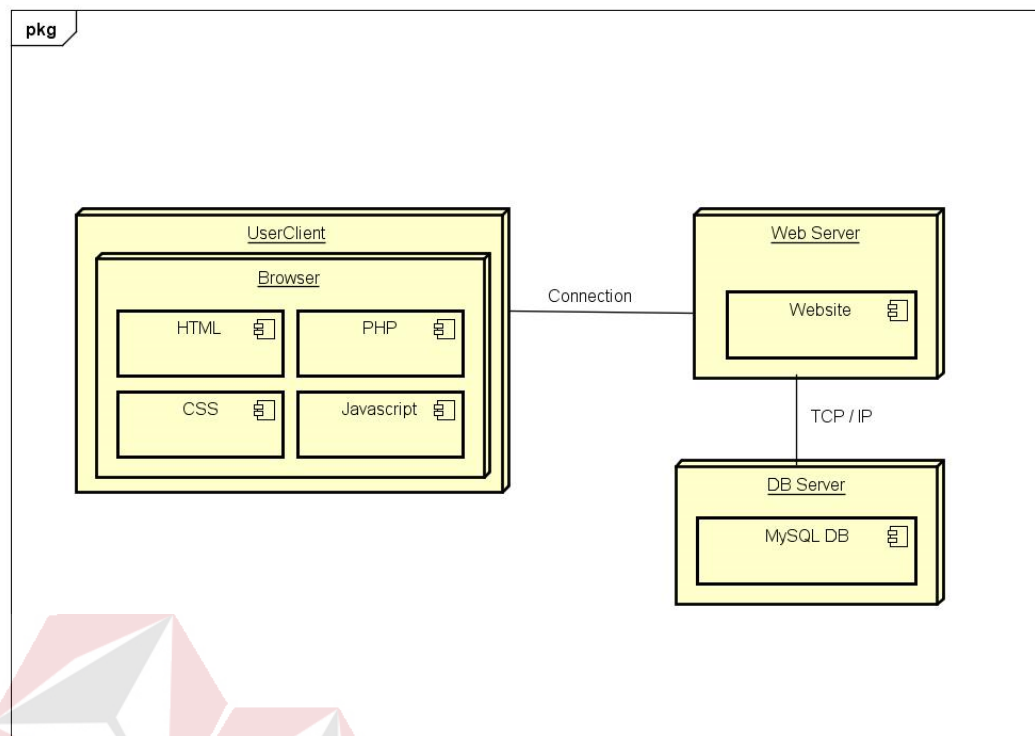 pkg
UserClient
Browser
HTML
PHP
CSS
Javascript
Connection
Web Server
Website
TCP / IP
DB Server
MySQL DB